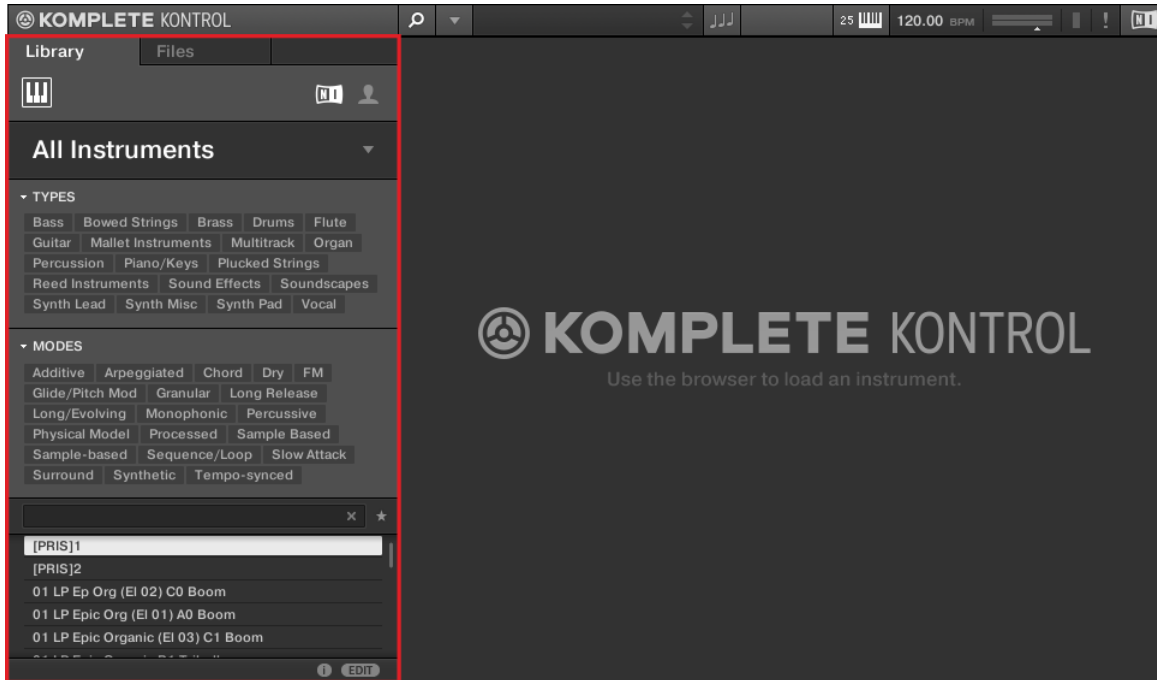 KOMPLETE KONTROL
25
120.00 BPM
!
NI
Library Files
NI
All Instruments
TYPES
Bass Bowed Strings Brass Drums Flute
Guitar Mallet Instruments Multitrack Organ
Percussion Piano/Keys Plucked Strings
Reed Instruments Sound Effects Soundscapes
Synth Lead Synth Misc Synth Pad Vocal
MODES
Additive Arpeggiated Chord Dry FM
Glide/Pitch Mod Granular Long Release
Long/Evolving Monophonic Percussive
Physical Model Processed Sample Based
Sample-based Sequence/Loop Slow Attack
Surround Synthetic Tempo-synced
[PRIS]1
[PRIS]2
01 LP Ep Org (El 02) C0 Boom
01 LP Epic Org (El 01) A0 Boom
01 LP Epic Organic (El 03) C1 Boom
i EDIT
KOMPLETE KONTROL
Use the browser to load an instrument.